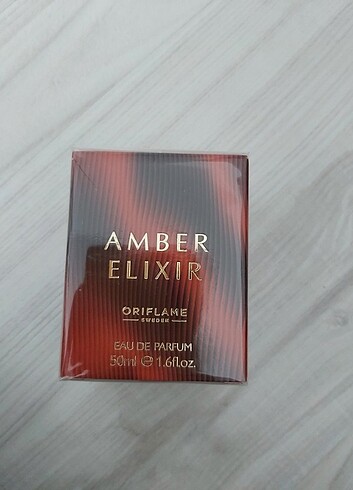 AMBER
ELIXIR
ORIFLAME
SWEDEN
EAU DE PARFUM
50ml ℮ 1.6fl.oz.